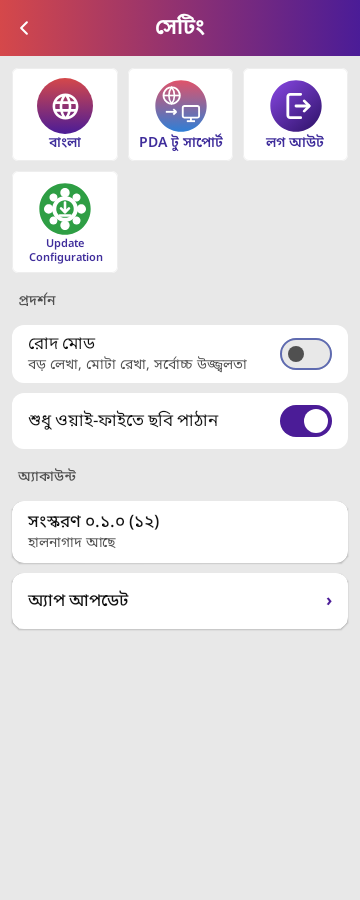 সেটিং
বাংলা
PDA টু সাপোর্ট
লগ আউট
Update
Configuration
প্রদর্শন
রোদ মোড
বড় লেখা, মোটা রেখা, সর্বোচ্চ উজ্জ্বলতা
শুধু ওয়াই-ফাইতে ছবি পাঠান
অ্যাকাউন্ট
সংস্করণ ০.১.০ (১২)
হালনাগাদ আছে
অ্যাপ আপডেট